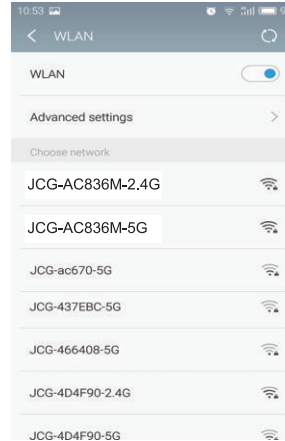 10:53
WLAN
WLAN
Advanced settings
Choose network
JCG-AC836M-2.4G
JCG-AC836M-5G
JCG-ac670-5G
JCG-437EBC-5G
JCG-466408-5G
JCG-4D4F90-2.4G
JCG-4D4F90-5G